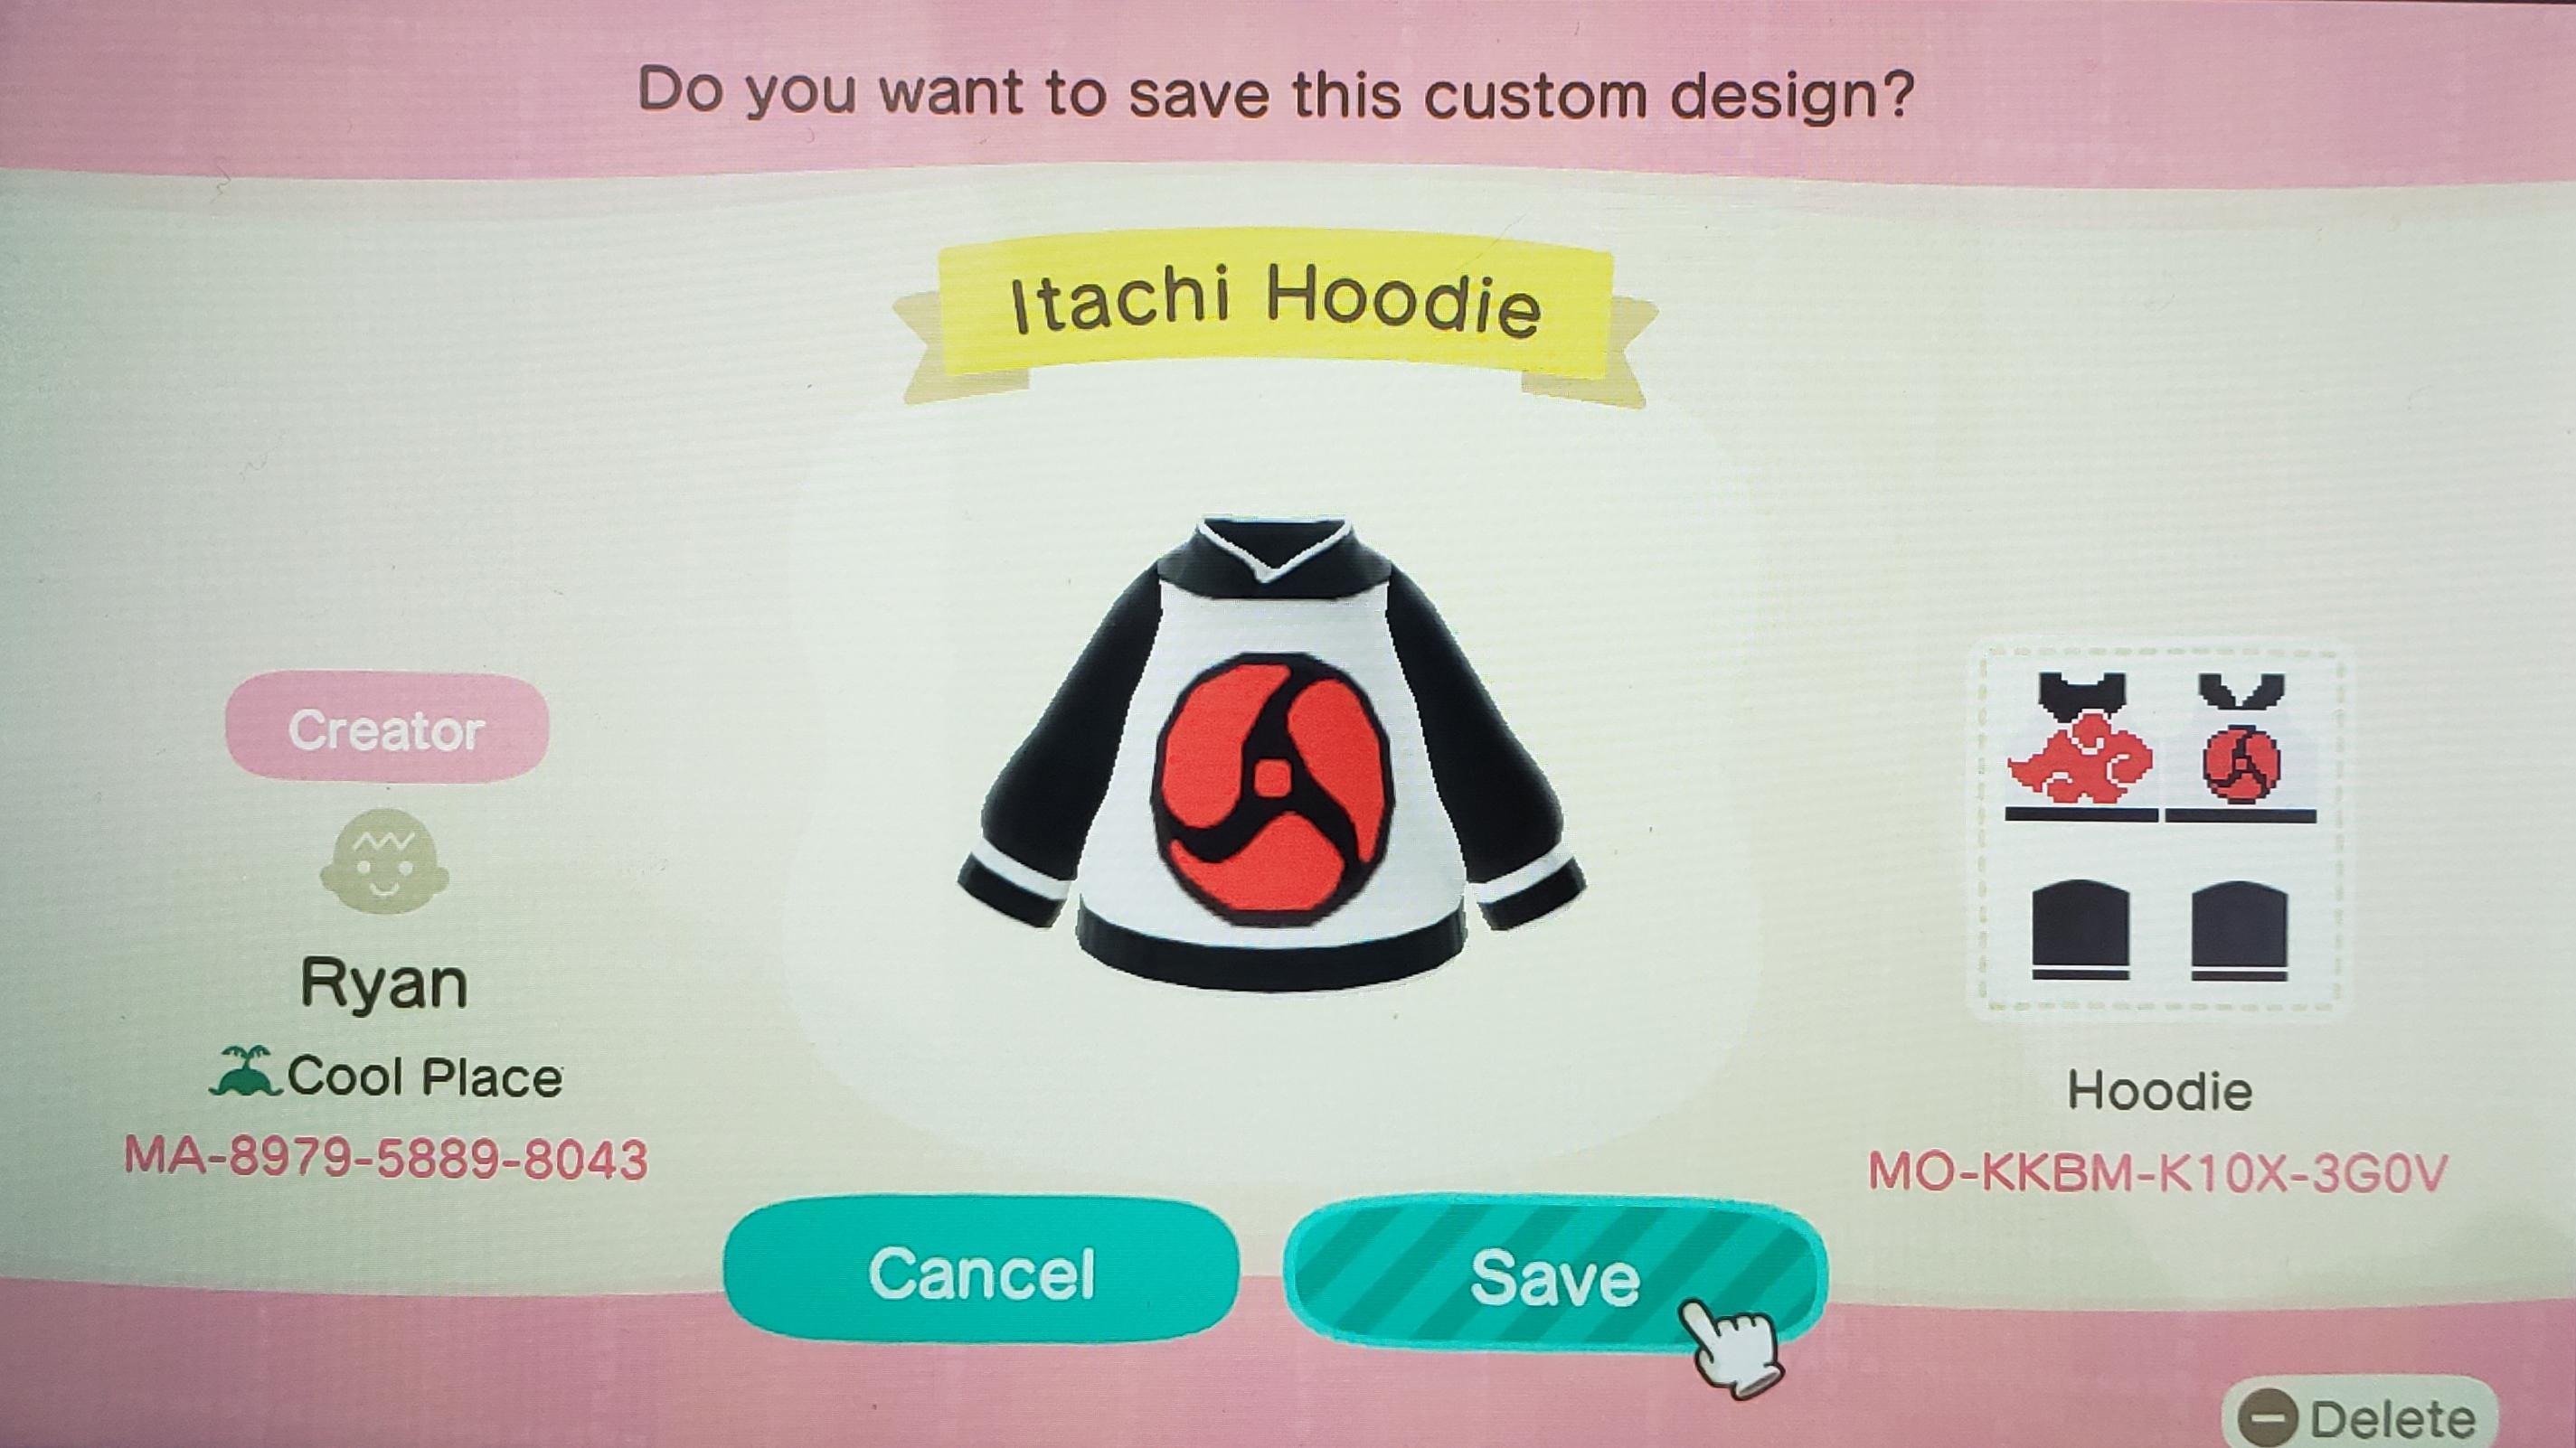 Do you want to save this custom design?
Itachi Hoodie
Creator
Ryan
Cool Place
MA-8979-5889-8043
Hoodie
MO-KKBM-K10X-3G0V
Cancel
Save
Delete